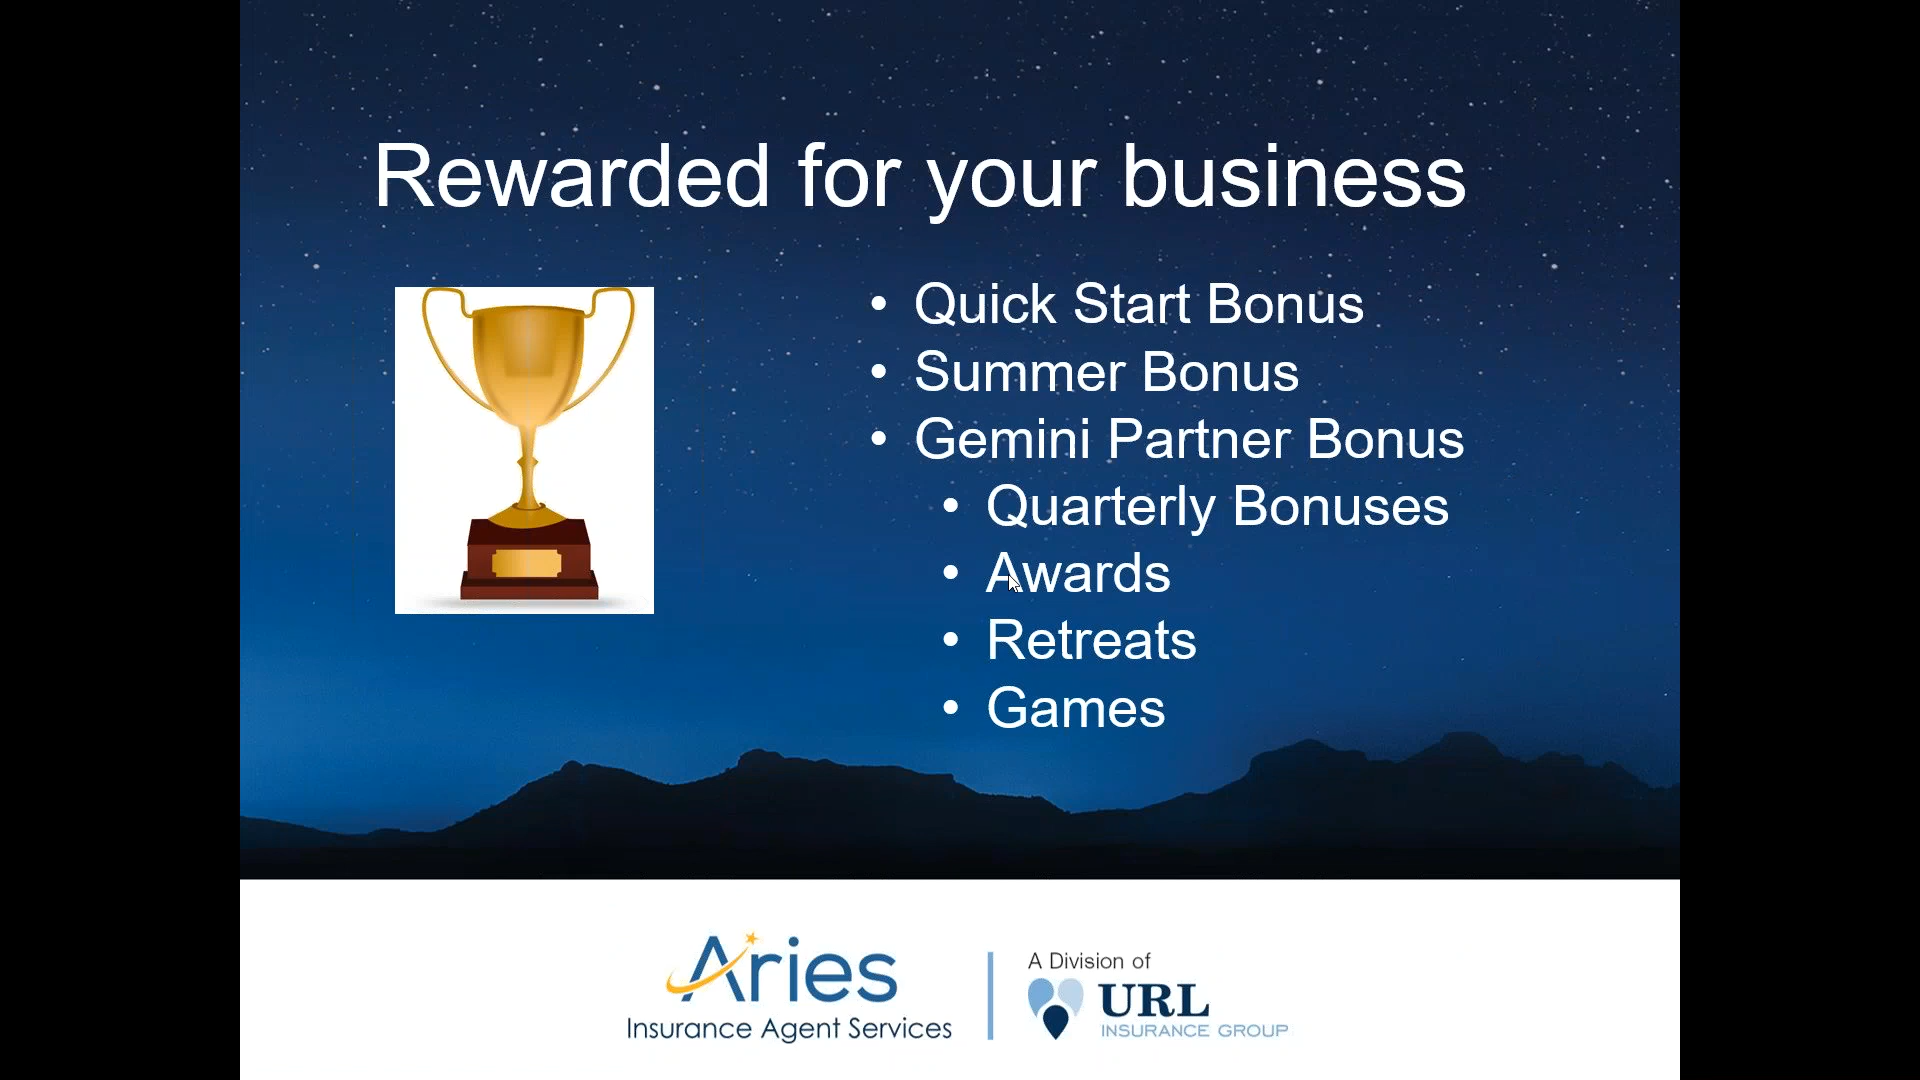 Rewarded for your business
• Quick Start Bonus
• Summer Bonus
• Gemini Partner Bonus
• Quarterly Bonuses
• Awards
• Retreats
• Games
Aries
Insurance Agent Services
A Division of
URL
INSURANCE GROUP